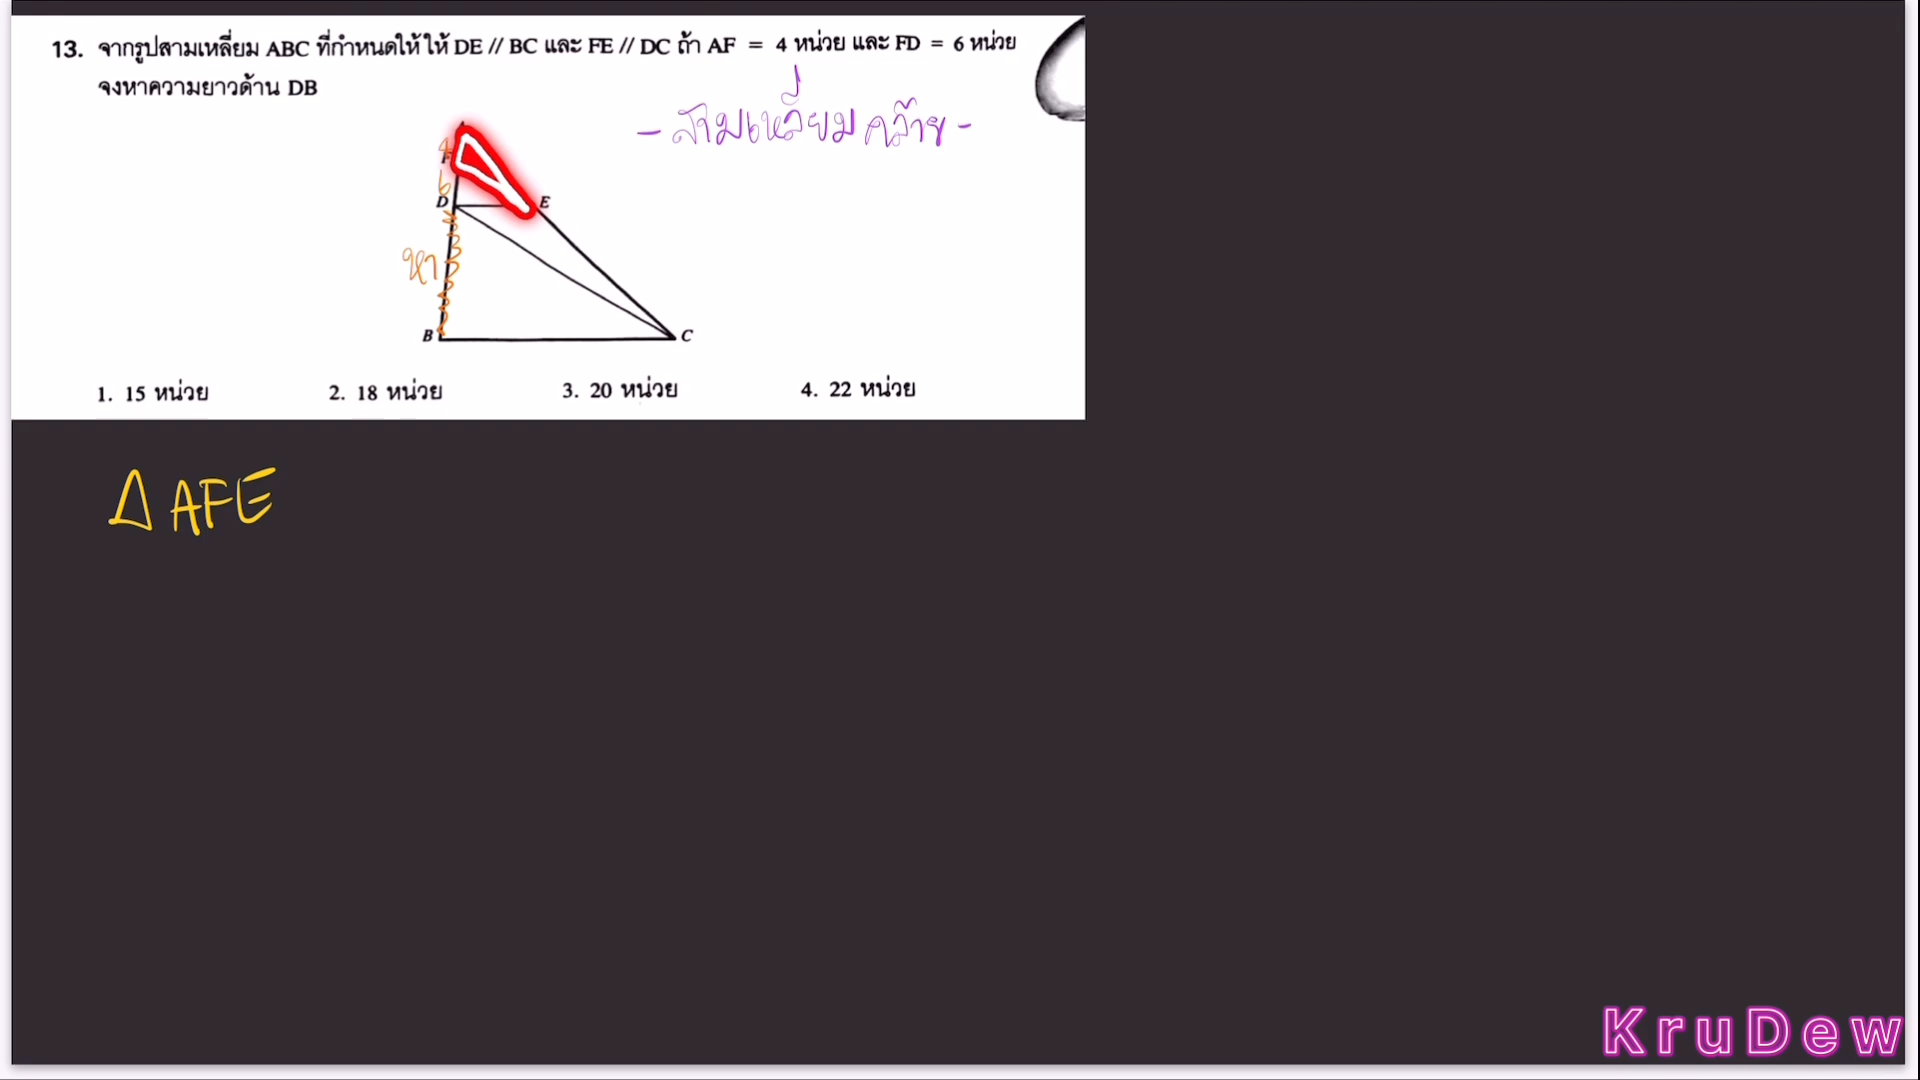 13. จากรูปสามเหลี่ยม ABC ที่กำหนดให้ ให้ DE // BC และ FE // DC ถ้า AF = 4 หน่วย และ FD = 6 หน่วย
จงหาความยาวด้าน DB
- สามเหลี่ยมคล้าย -
4
F
6
D
E
หา
B
C
1. 15 หน่วย
2. 18 หน่วย
3. 20 หน่วย
4. 22 หน่วย
Δ AFE
KruDew